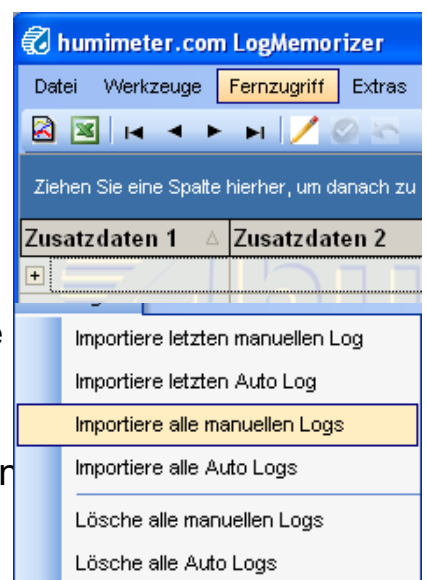 humimeter.com LogMemorizer
Datei Werkzeuge Fernzugriff Extras
Ziehen Sie eine Spalte hierher, um danach zu
Zusatzdaten 1 Zusatzdaten 2
Importiere letzten manuellen Log
Importiere letzten Auto Log
Importiere alle manuellen Logs
Importiere alle Auto Logs
Lösche alle manuellen Logs
Lösche alle Auto Logs